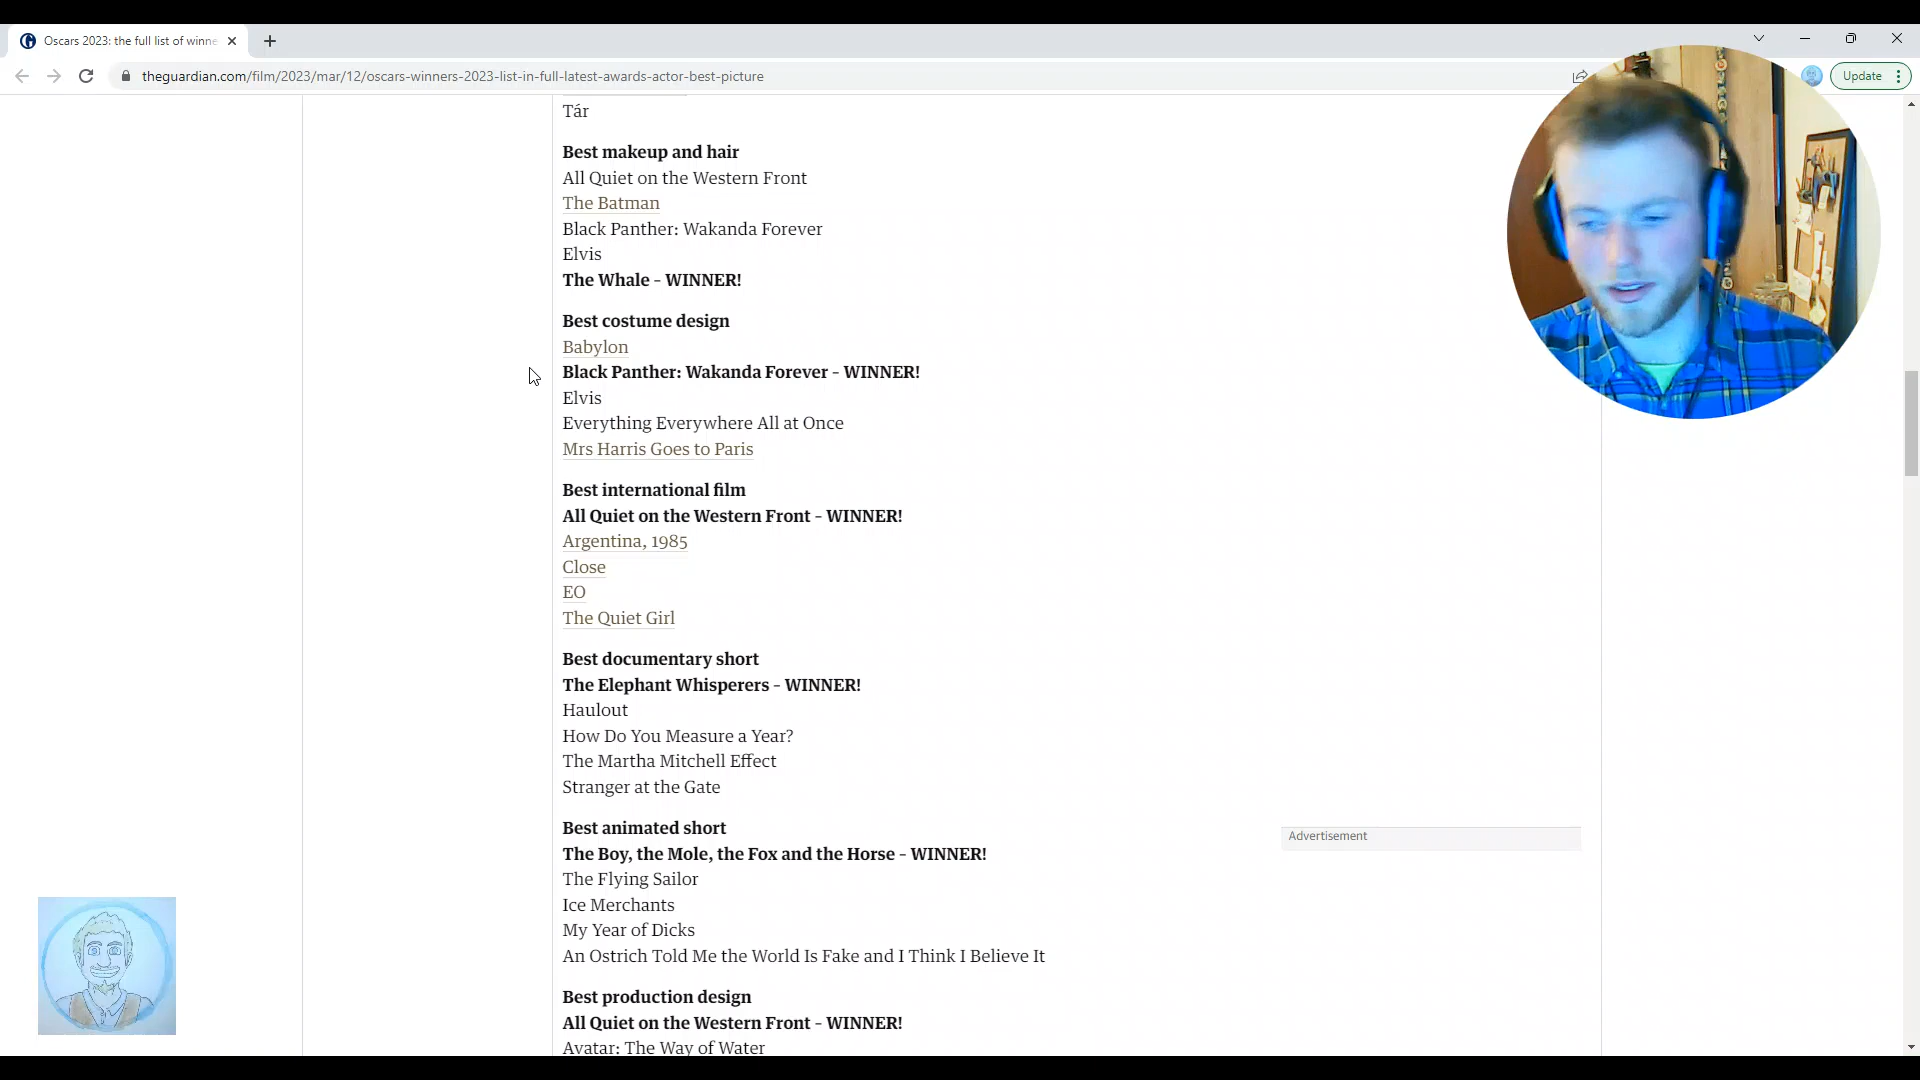 Oscars 2023: the full list of winne
theguardian.com/film/2023/mar/12/oscars-winners-2023-list-in-full-latest-awards-actor-best-picture
Update
Tár
Best makeup and hair
All Quiet on the Western Front
The Batman
Black Panther: Wakanda Forever
Elvis
The Whale – WINNER!
Best costume design
Babylon
Black Panther: Wakanda Forever – WINNER!
Elvis
Everything Everywhere All at Once
Mrs Harris Goes to Paris
Best international film
All Quiet on the Western Front – WINNER!
Argentina, 1985
Close
EO
The Quiet Girl
Best documentary short
The Elephant Whisperers – WINNER!
Haulout
How Do You Measure a Year?
The Martha Mitchell Effect
Stranger at the Gate
Best animated short
The Boy, the Mole, the Fox and the Horse – WINNER!
The Flying Sailor
Ice Merchants
My Year of Dicks
An Ostrich Told Me the World Is Fake and I Think I Believe It
Advertisement
Best production design
All Quiet on the Western Front – WINNER!
Avatar: The Way of Water